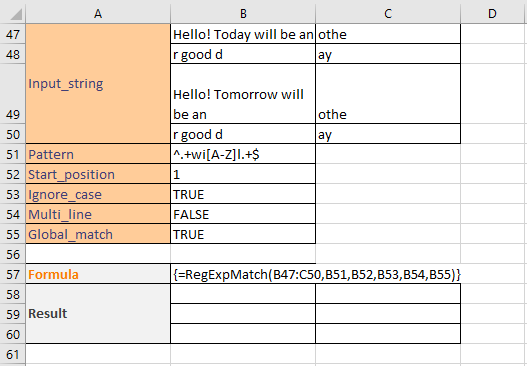 A B C D
47 Hello! Today will be an othe
48 r good d ay
Input_string
Hello! Tomorrow will
49 be an othe
50 r good d ay
51 Pattern ^.+wi[A-Z]l.+$
52 Start_position 1
53 Ignore_case TRUE
54 Multi_line FALSE
55 Global_match TRUE
56
57 Formula {=RegExpMatch(B47:C50,B51,B52,B53,B54,B55)}
58
59 Result
60
61